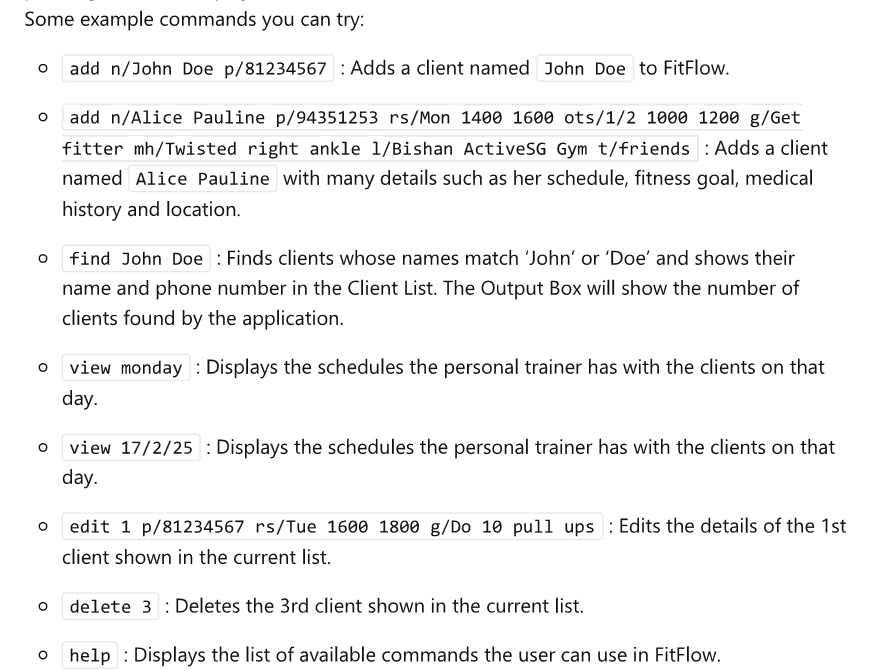 Some example commands you can try:
add n/John Doe p/81234567 : Adds a client named John Doe to FitFlow.
add n/Alice Pauline p/94351253 rs/Mon 1400 1600 ots/1/2 1000 1200 g/Get
fitter mh/Twisted right ankle l/Bishan ActiveSG Gym t/friends : Adds a client
named Alice Pauline with many details such as her schedule, fitness goal, medical
history and location.
find John Doe : Finds clients whose names match ‘John’ or ‘Doe’ and shows their
name and phone number in the Client List. The Output Box will show the number of
clients found by the application.
view monday : Displays the schedules the personal trainer has with the clients on that
day.
view 17/2/25 : Displays the schedules the personal trainer has with the clients on that
day.
edit 1 p/81234567 rs/Tue 1600 1800 g/Do 10 pull ups : Edits the details of the 1st
client shown in the current list.
delete 3 : Deletes the 3rd client shown in the current list.
help : Displays the list of available commands the user can use in FitFlow.